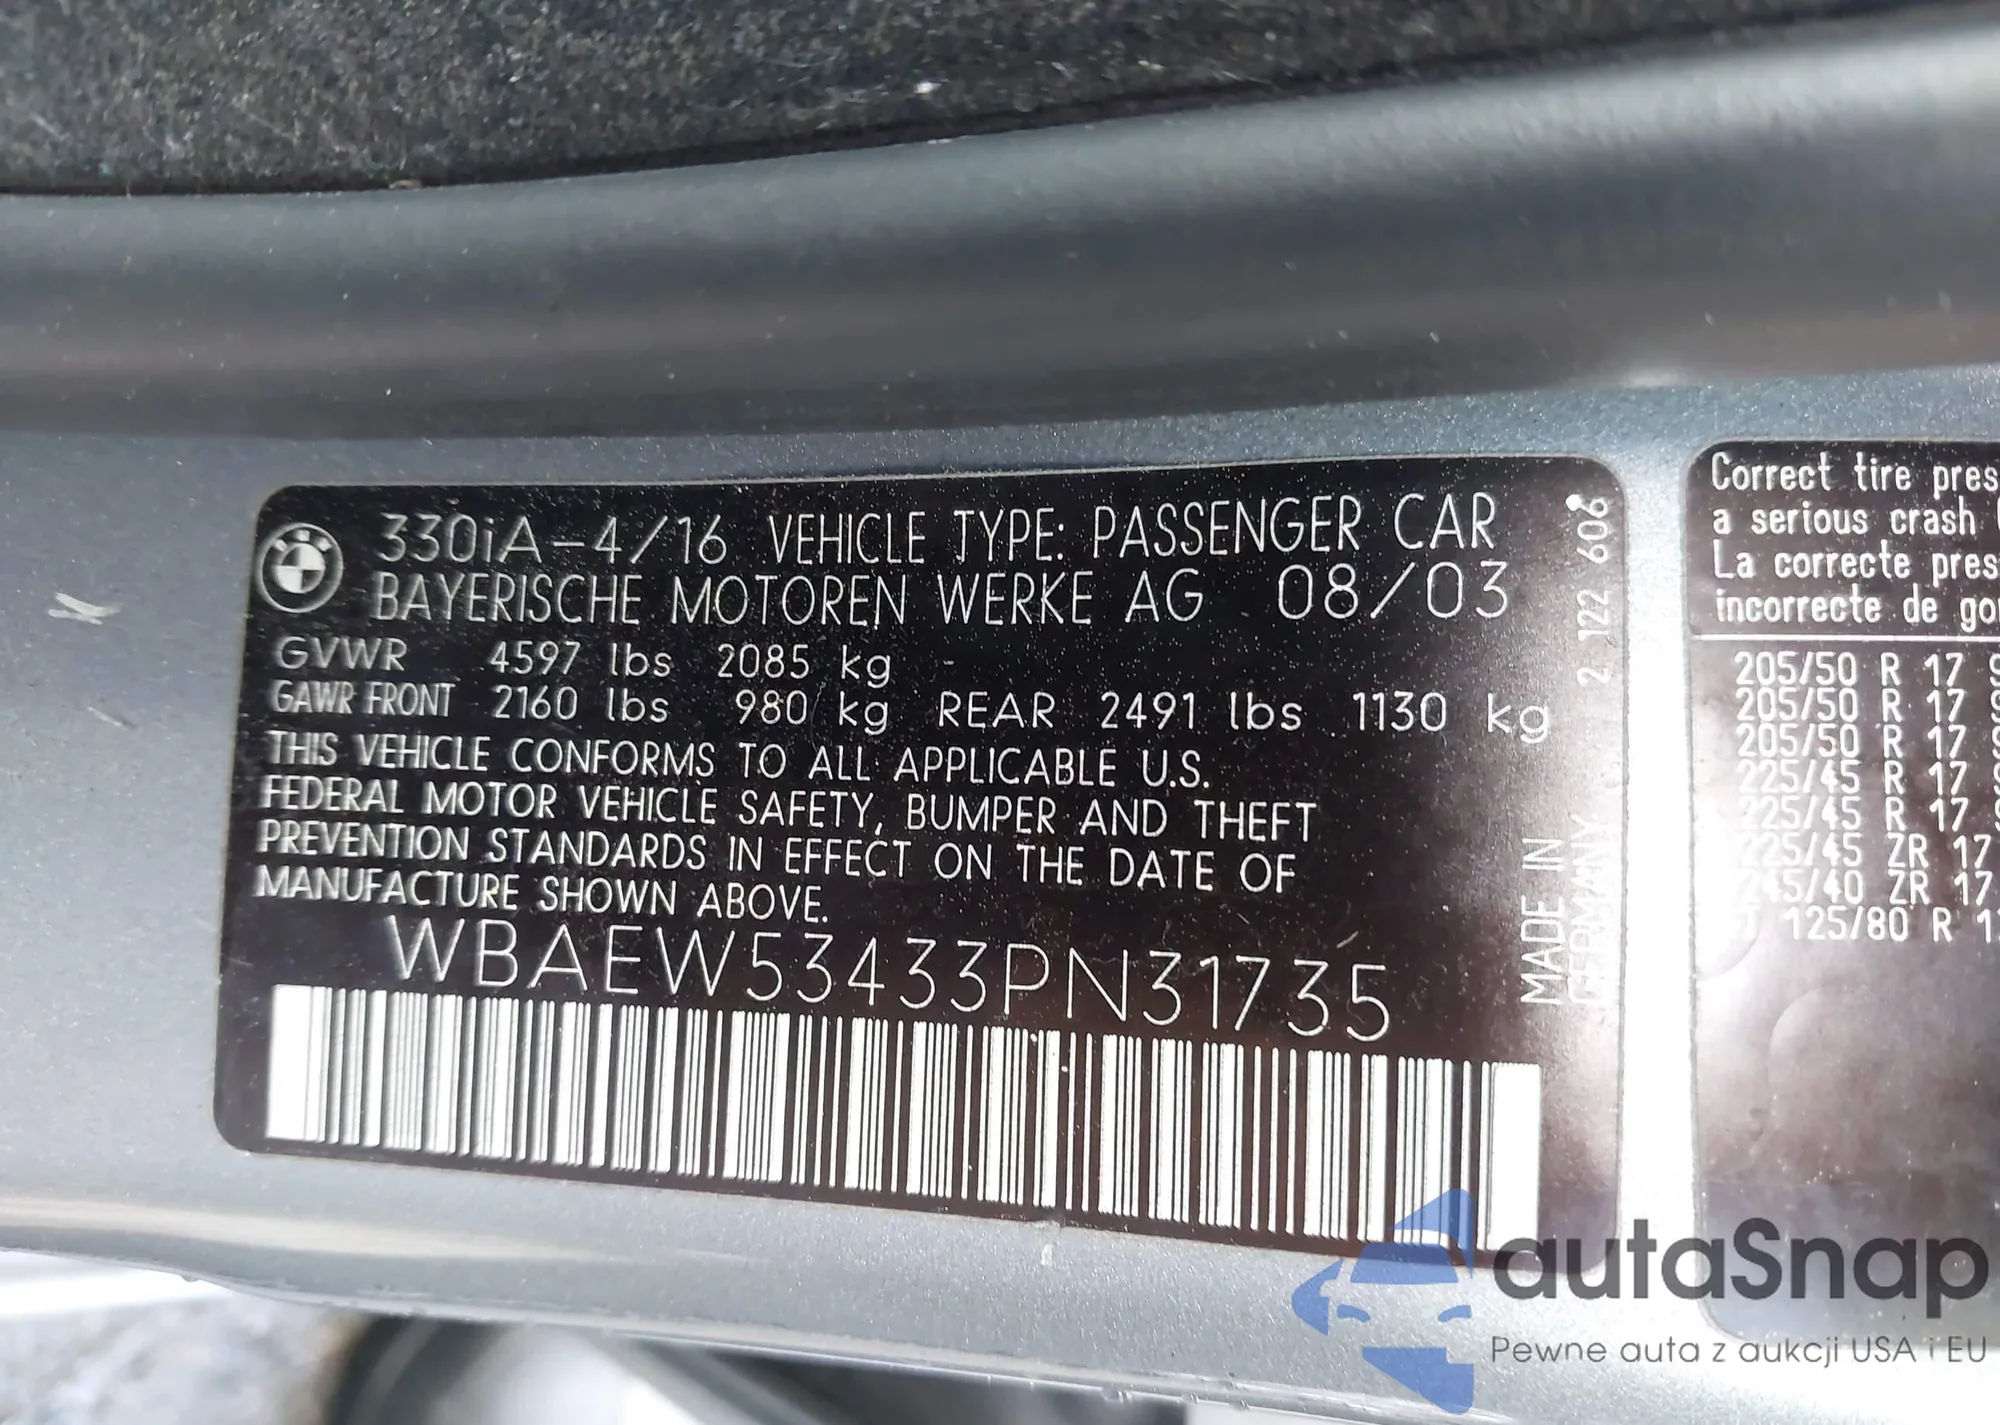 330iA-4/16 VEHICLE TYPE: PASSENGER CAR
BAYERISCHE MOTOREN WERKE AG 08/03
GVWR 4597 lbs 2085 kg
GAWR FRONT 2160 lbs 980 kg REAR 2491 lbs 1130 kg
THIS VEHICLE CONFORMS TO ALL APPLICABLE U.S.
FEDERAL MOTOR VEHICLE SAFETY, BUMPER AND THEFT
PREVENTION STANDARDS IN EFFECT ON THE DATE OF
MANUFACTURE SHOWN ABOVE.
WBAEW53433PN31735
MADE IN
GERMANY
2 122 606
Correct tire pres
a serious crash (
La correcte pres
incorrecte de go
205/50 R 17 S
205/50 R 17 S
205/50 R 17 S
225/45 R 17 S
225/45 R 17 S
225/45 ZR 17
245/40 ZR 17
T 125/80 R 1
autaSnap
Pewne auta z aukcji USA i EU